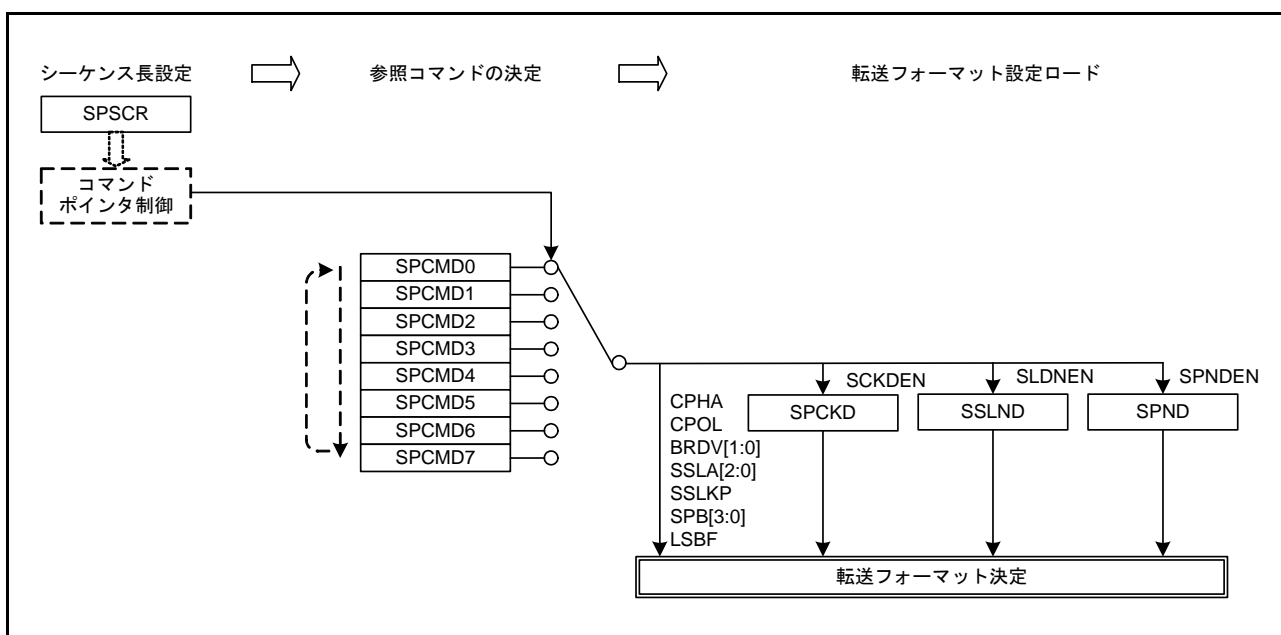 シーケンス長設定
参照コマンドの決定
転送フォーマット設定ロード
SPSCR
コマンド
ポインタ制御
SPCMD0
SPCMD1
SPCMD2
SPCMD3
SPCMD4
SPCMD5
SPCMD6
SPCMD7
SCKDEN
SLDNEN
SPNDEN
CPHA
CPOL
BRDV[1:0]
SSLA[2:0]
SSLKP
SPB[3:0]
LSBF
SPCKD
SSLND
SPND
転送フォーマット決定